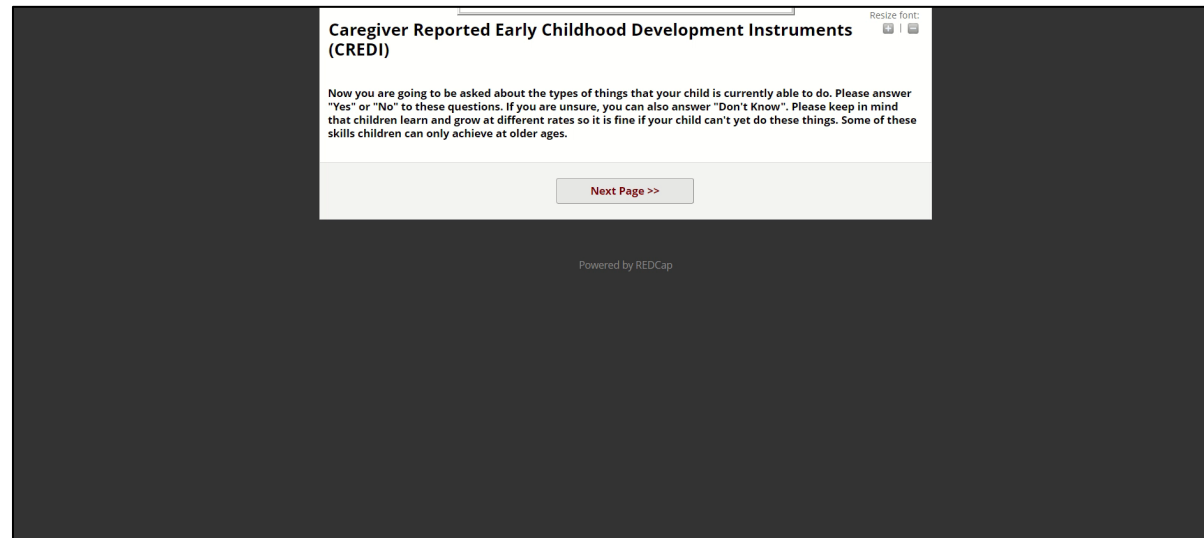 Resize font:
Caregiver Reported Early Childhood Development Instruments
(CREDI)
+ | −
Now you are going to be asked about the types of things that your child is currently able to do. Please answer
"Yes" or "No" to these questions. If you are unsure, you can also answer "Don't Know". Please keep in mind
that children learn and grow at different rates so it is fine if your child can't yet do these things. Some of these
skills children can only achieve at older ages.
Next Page >>
Powered by REDCap